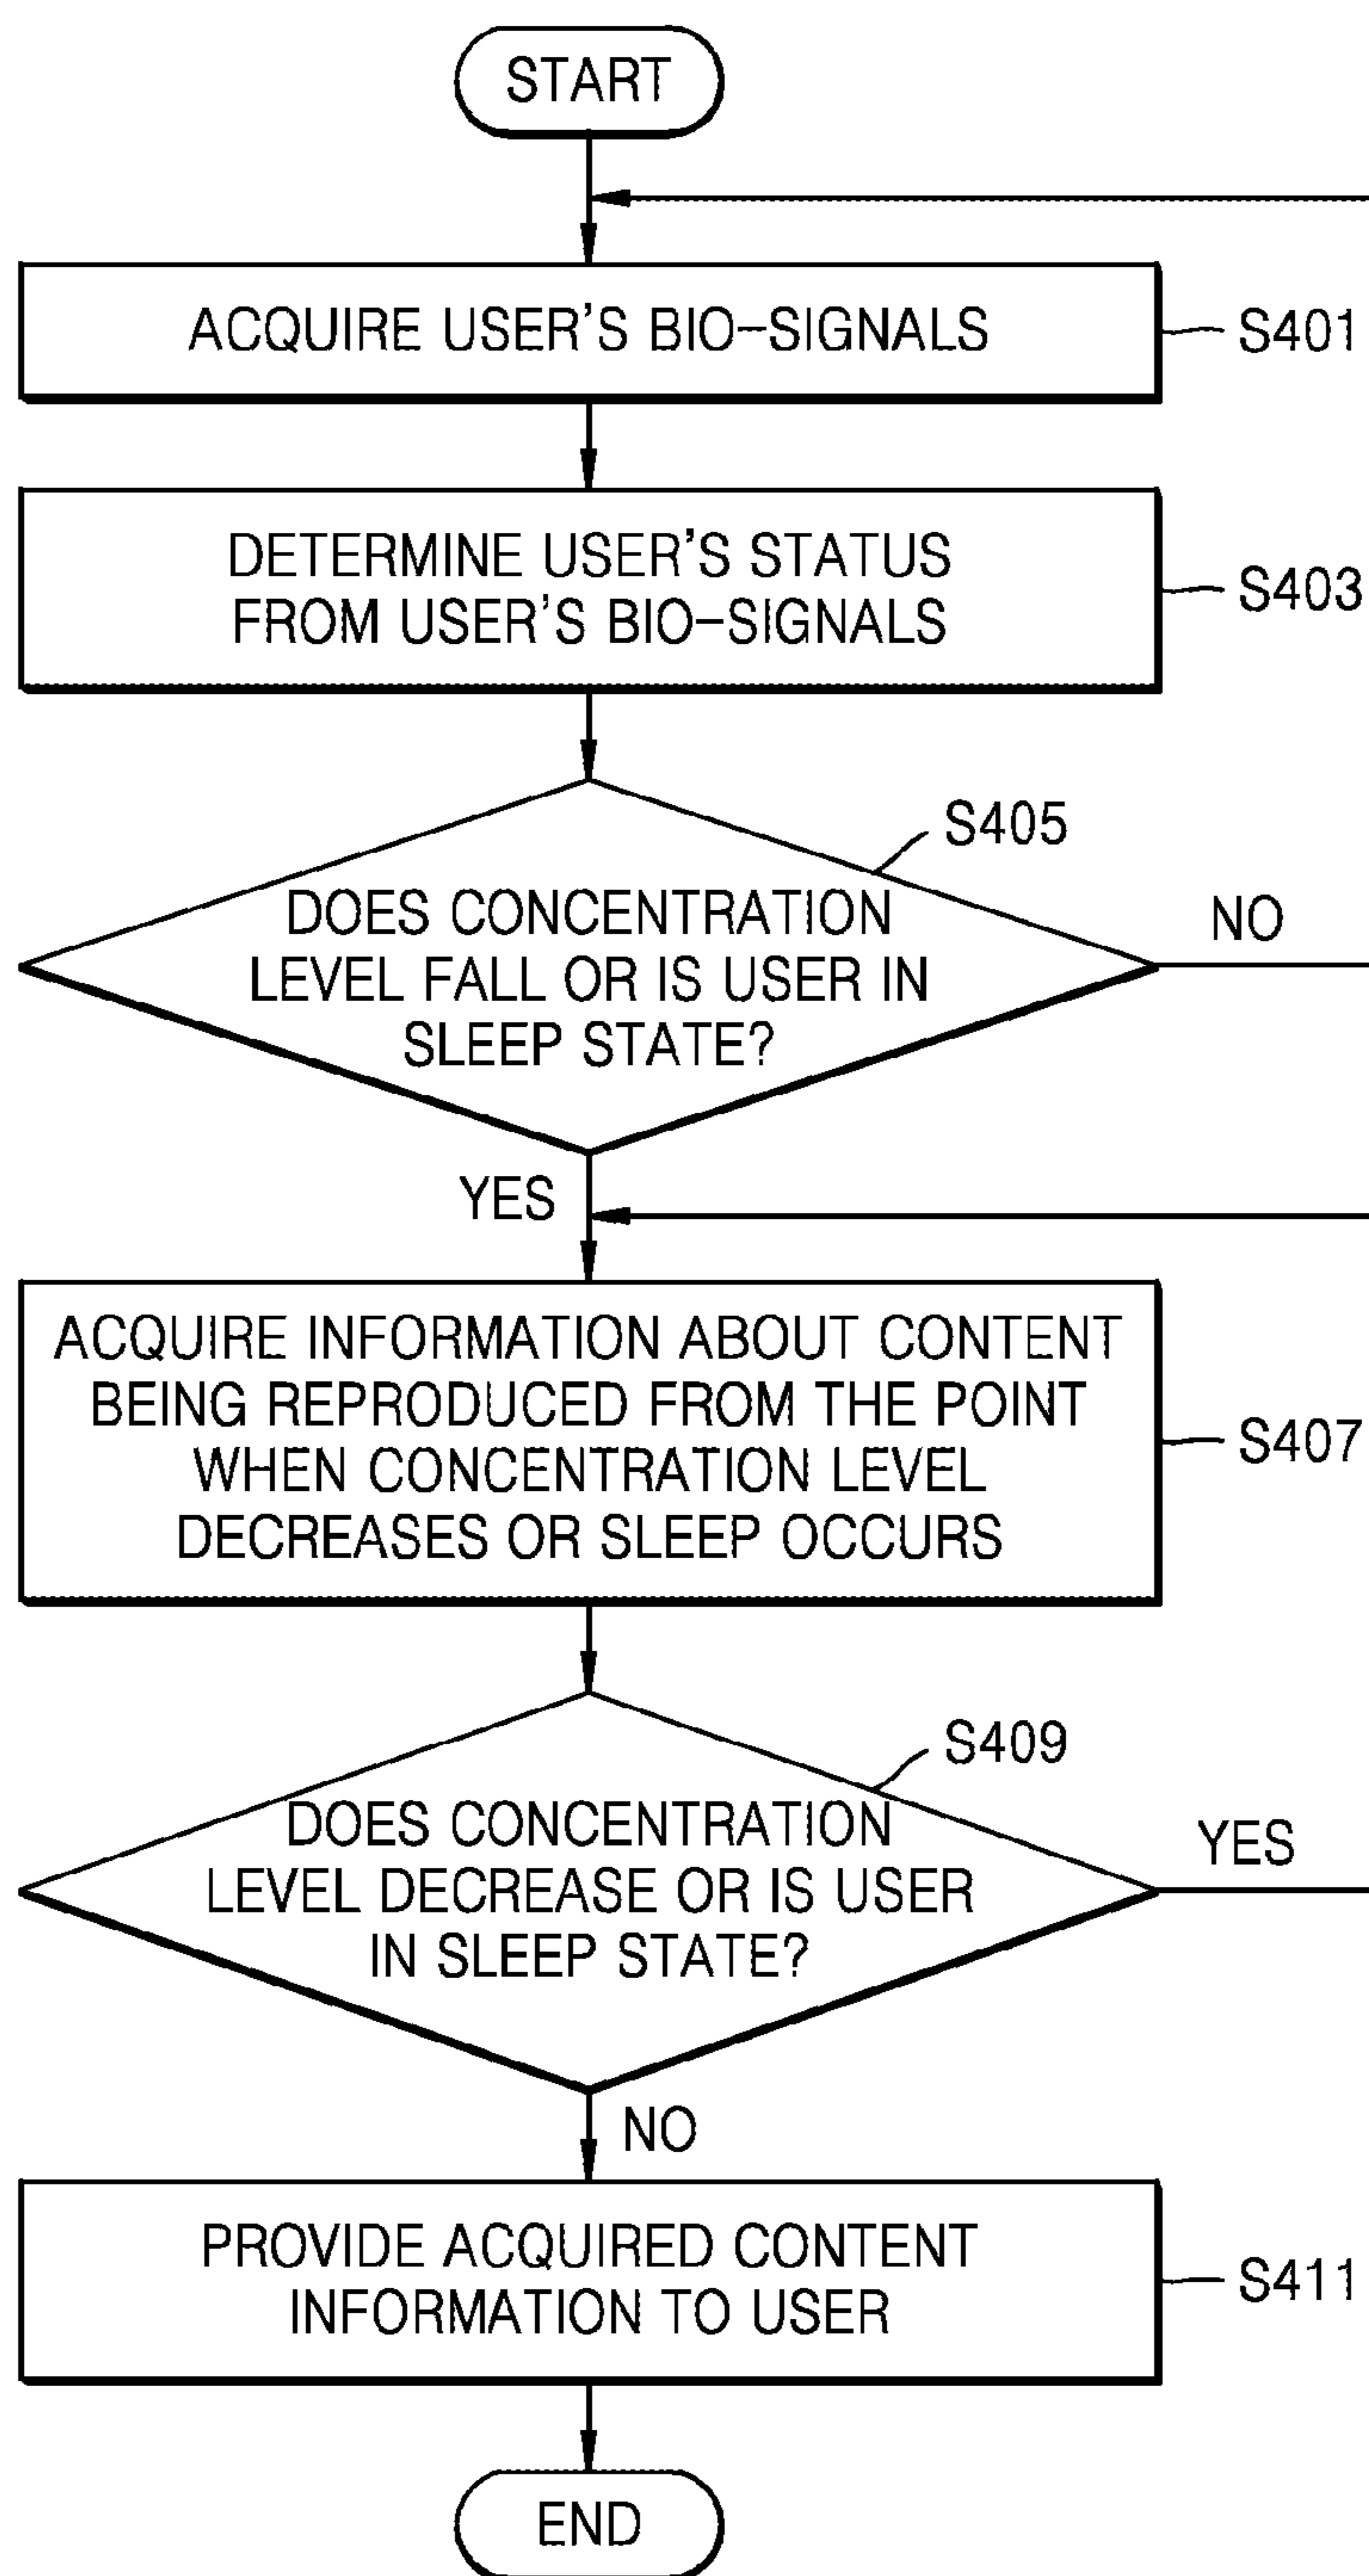 START
ACQUIRE USER'S BIO-SIGNALS
S401
DETERMINE USER'S STATUS
FROM USER'S BIO-SIGNALS
S403
S405
DOES CONCENTRATION
LEVEL FALL OR IS USER IN
SLEEP STATE?
NO
YES
ACQUIRE INFORMATION ABOUT CONTENT
BEING REPRODUCED FROM THE POINT
WHEN CONCENTRATION LEVEL
DECREASES OR SLEEP OCCURS
S407
S409
DOES CONCENTRATION
LEVEL DECREASE OR IS USER
IN SLEEP STATE?
YES
NO
PROVIDE ACQUIRED CONTENT
INFORMATION TO USER
S411
END